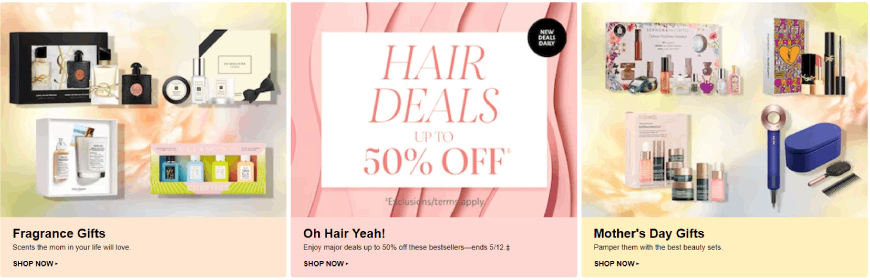 NEW
DEALS
DAILY
HAIR
DEALS
UP TO
50% OFF‡
‡Exclusions/terms apply.
Fragrance Gifts
Scents the mom in your life will love.
SHOP NOW▸
Oh Hair Yeah!
Enjoy major deals up to 50% off these bestsellers—ends 5/12.‡
SHOP NOW▸
Mother's Day Gifts
Pamper them with the best beauty sets.
SHOP NOW▸